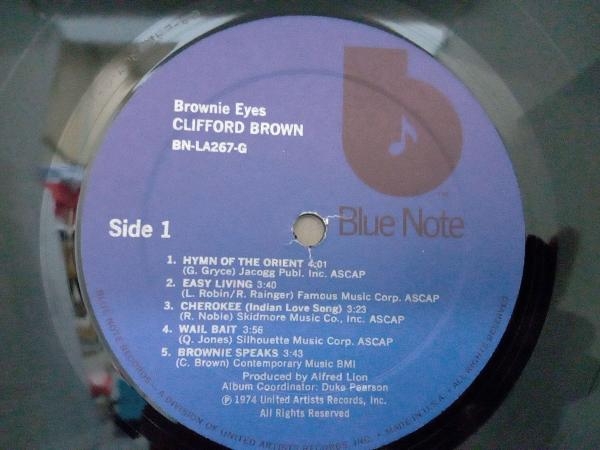 Brownie Eyes
CLIFFORD BROWN
BN-LA267-G
Side 1
Blue Note
TM
1. HYMN OF THE ORIENT 4:01
(G. Gryce) Jacogg Publ. Inc. ASCAP
2. EASY LIVING 3:40
(L. Robin/R. Rainger) Famous Music Corp. ASCAP
3. CHEROKEE (Indian Love Song) 3:23
(R. Noble) Skidmore Music Co., Inc. ASCAP
4. WAIL BAIT 3:56
(Q. Jones) Silhouette Music Corp. ASCAP
5. BROWNIE SPEAKS 3:43
(C. Brown) Contemporary Music BMI
Produced by Alfred Lion
Album Coordinator: Duke Pearson
Ⓟ 1974 United Artists Records, Inc.
All Rights Reserved
BLUE NOTE RECORDS — A DIVISION OF UNITED ARTISTS RECORDS, INC. • MADE IN U.S.A. • ALL RIGHTS RESERVED